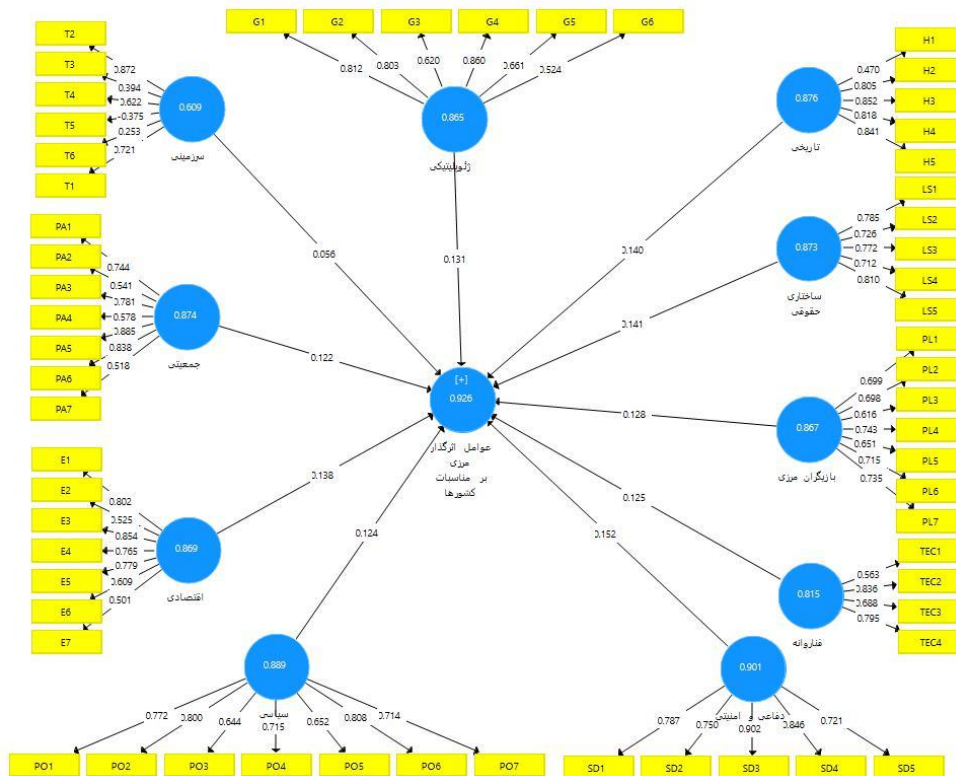 G1
G2
G3
G4
G5
G6
0.812
0.803
0.620
0.860
0.661
0.524
0.865
ژئوپلیتیکی
0.131
T2
T3
T4
T5
T6
T1
0.872
0.394
0.622
-0.375
0.253
0.721
0.609
سرزمینی
0.056
H1
H2
H3
H4
H5
0.470
0.805
0.852
0.818
0.841
0.876
تاریخی
0.140
LS1
LS2
LS3
LS4
LS5
0.785
0.726
0.772
0.712
0.810
0.873
ساختاری
حقوقی
0.141
PA1
PA2
PA3
PA4
PA5
PA6
PA7
0.744
0.541
0.781
0.578
0.885
0.838
0.518
0.874
جمعیتی
0.122
[+]
0.926
عوامل اثرگذار
مرزی
بر مناسبات
کشورها
PL1
PL2
PL3
PL4
PL5
PL6
PL7
0.699
0.698
0.616
0.743
0.651
0.715
0.735
0.867
بازیگران مرزی
0.128
E1
E2
E3
E4
E5
E6
E7
0.802
0.525
0.854
0.765
0.779
0.609
0.501
0.869
اقتصادی
0.138
TEC1
TEC2
TEC3
TEC4
0.563
0.836
0.688
0.795
0.815
فناروانه
0.125
0.124
0.889
سیاسی
0.772
0.800
0.644
0.715
0.652
0.808
0.714
PO1
PO2
PO3
PO4
PO5
PO6
PO7
0.152
0.901
دفاعی و امنیتی
0.787
0.750
0.902
0.846
0.721
SD1
SD2
SD3
SD4
SD5